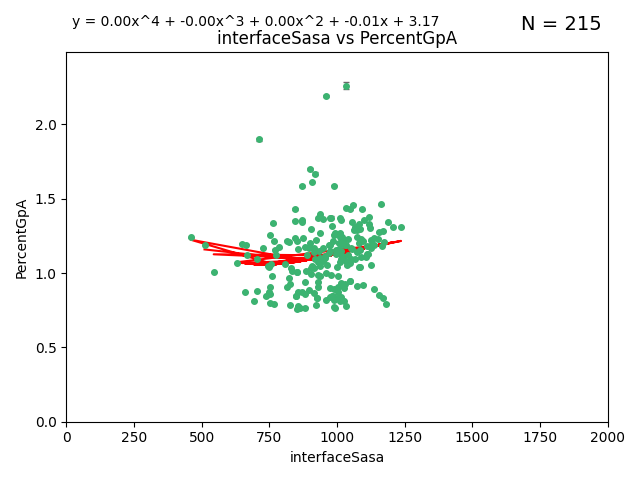 y = 0.00x^4 + -0.00x^3 + 0.00x^2 + -0.01x + 3.17
N = 215
interfaceSasa vs PercentGpA
PercentGpA
2.0
1.5
1.0
0.5
0.0
0 250 500 750 1000 1250 1500 1750 2000
interfaceSasa